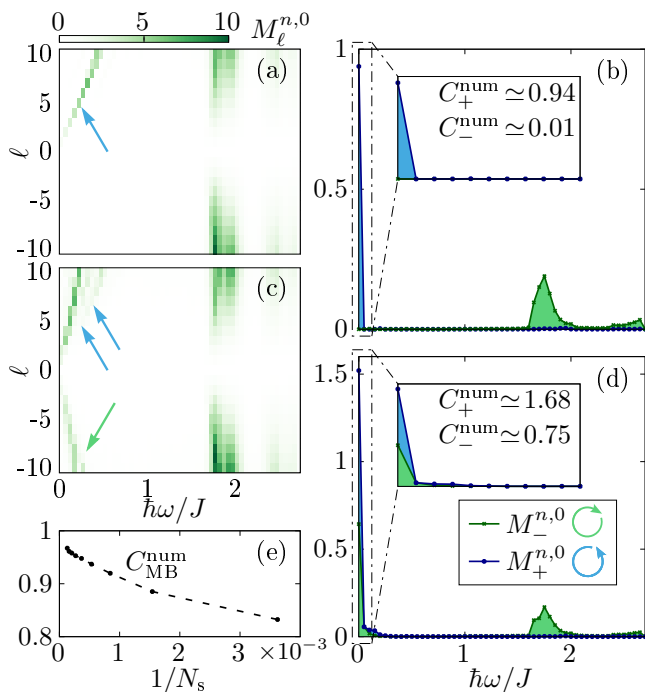 0 5 10 M_ℓ^{n,0}
10
5
0
-5
-10
ℓ
(a)
1
0.5
0
(b)
C_+^{num} ≃0.94
C_-^{num} ≃0.01
10
5
0
-5
-10
ℓ
(c)
0 1 2
ħω/J
1.5
1
0.5
0
(d)
C_+^{num} ≃1.68
C_-^{num} ≃0.75
M_-^{n,0}
M_+^{n,0}
0 1 2
ħω/J
(e)
C_{MB}^{num}
1
0.9
0.8
0 1 2 3 ×10^{-3}
1/N_s